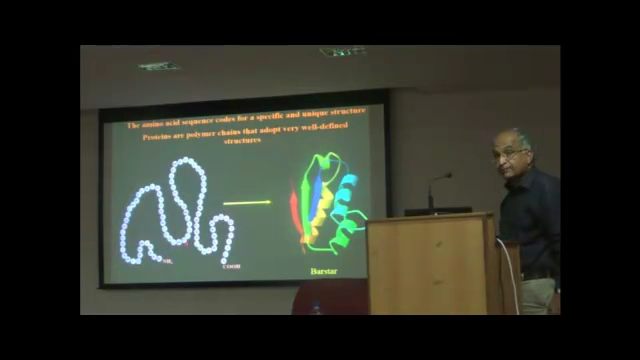 The amino acid sequence codes for a specific and unique structure
Proteins are polymer chains that adopt very well-defined
structures
NH₂
COOH
Barstar